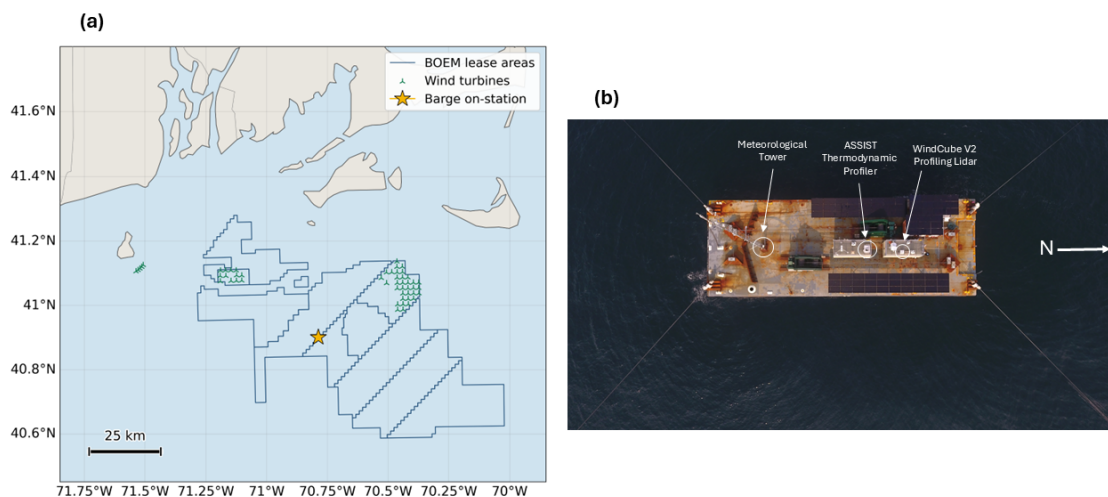 (a)
BOEM lease areas
Wind turbines
Barge on-station
41.6°N
41.4°N
41.2°N
41°N
40.8°N
40.6°N
25 km
71.75°W 71.5°W 71.25°W 71°W 70.75°W 70.5°W 70.25°W 70°W
(b)
Meteorological
Tower
ASSIST
Thermodynamic
Profiler
WindCube V2
Profiling Lidar
N